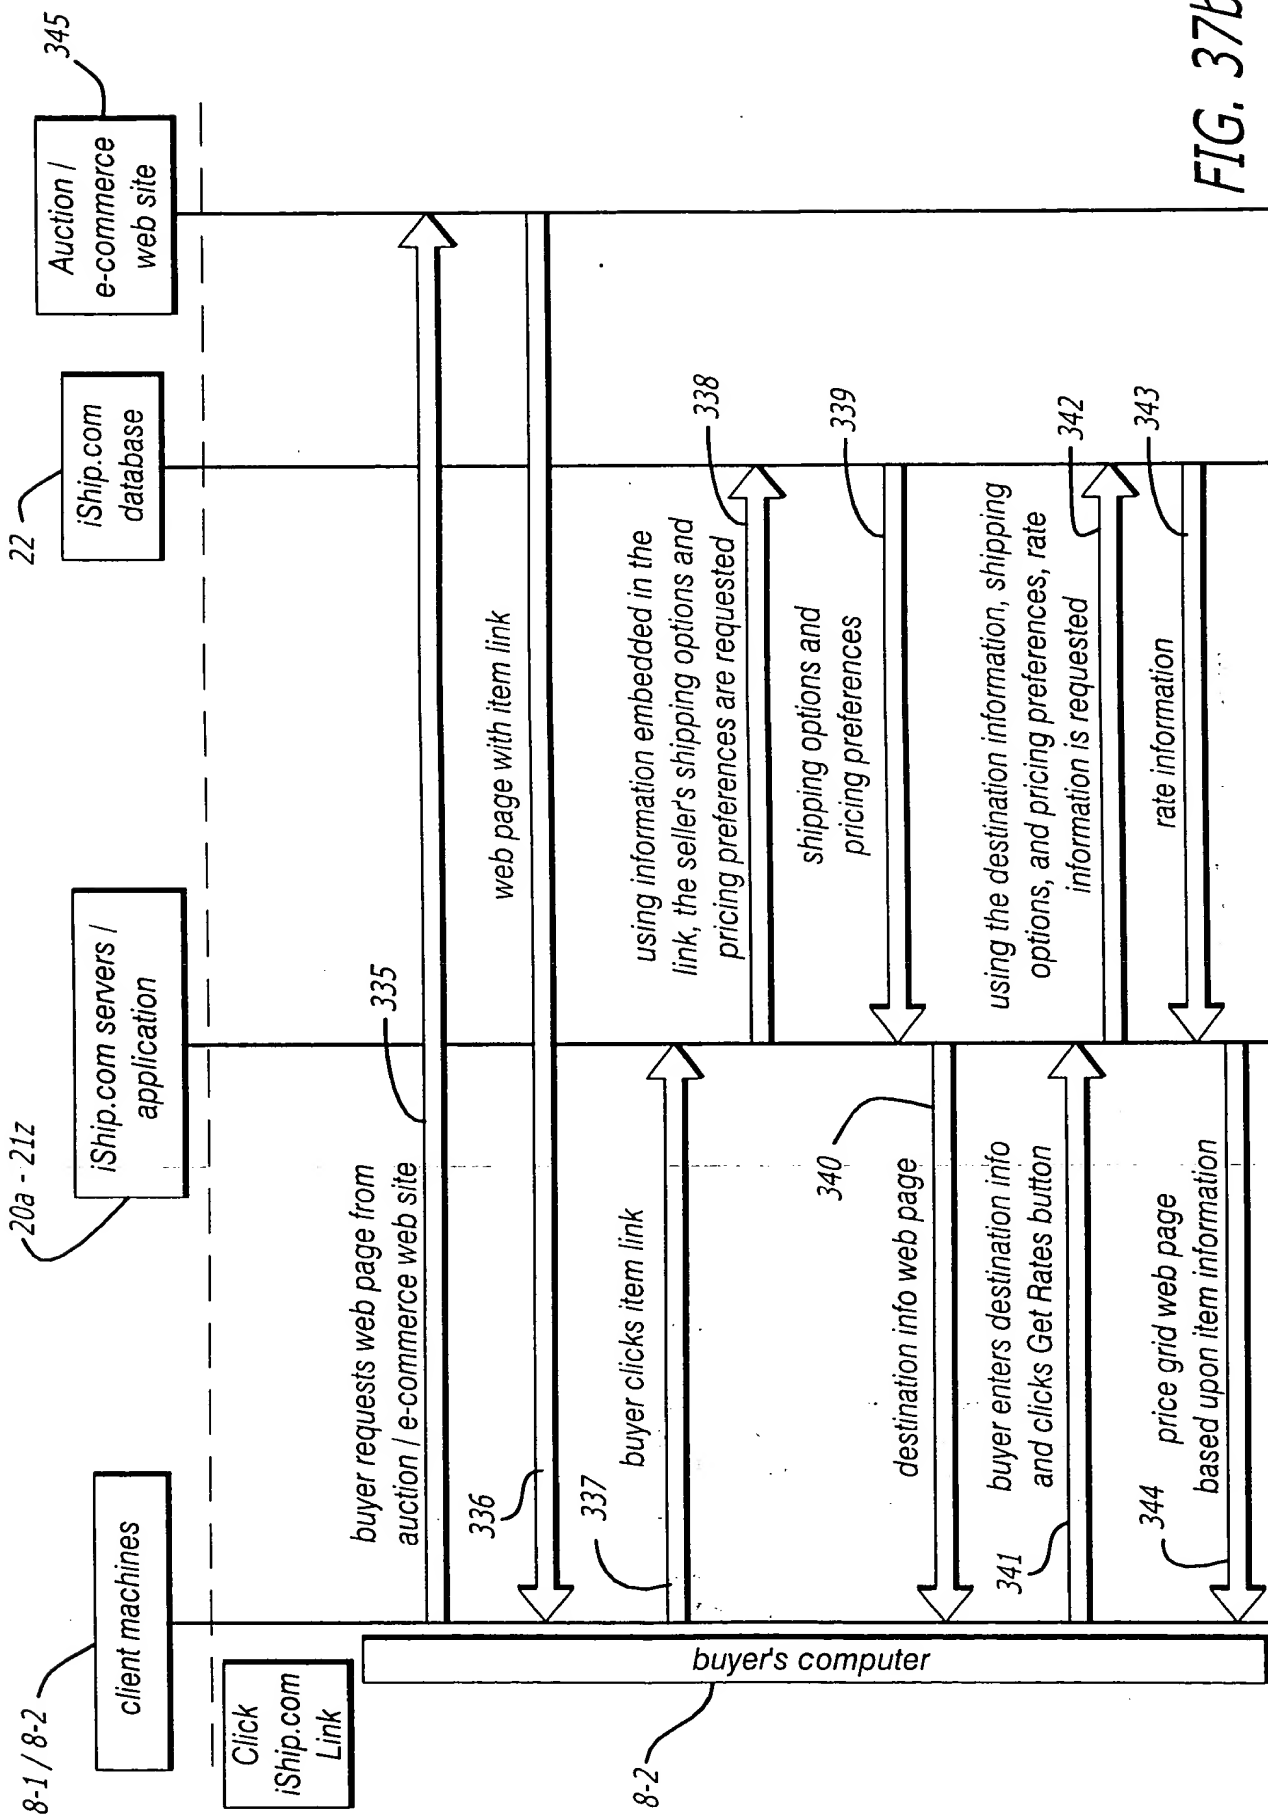 8-1 / 8-2
client machines
20a - 21z
iShip.com servers /
application
22
iShip.com
database
345
Auction /
e-commerce
web site
Click
iShip.com
Link
buyer's computer
8-2
buyer requests web page from
auction / e-commerce web site
335
336
web page with item link
337
buyer clicks item link
using information embedded in the
link, the seller's shipping options and
pricing preferences are requested
338
shipping options and
pricing preferences
339
destination info web page
340
341
buyer enters destination info
and clicks Get Rates button
using the destination information, shipping
options, and pricing preferences, rate
information is requested
342
rate information
343
344
price grid web page
based upon item information
FIG. 37b